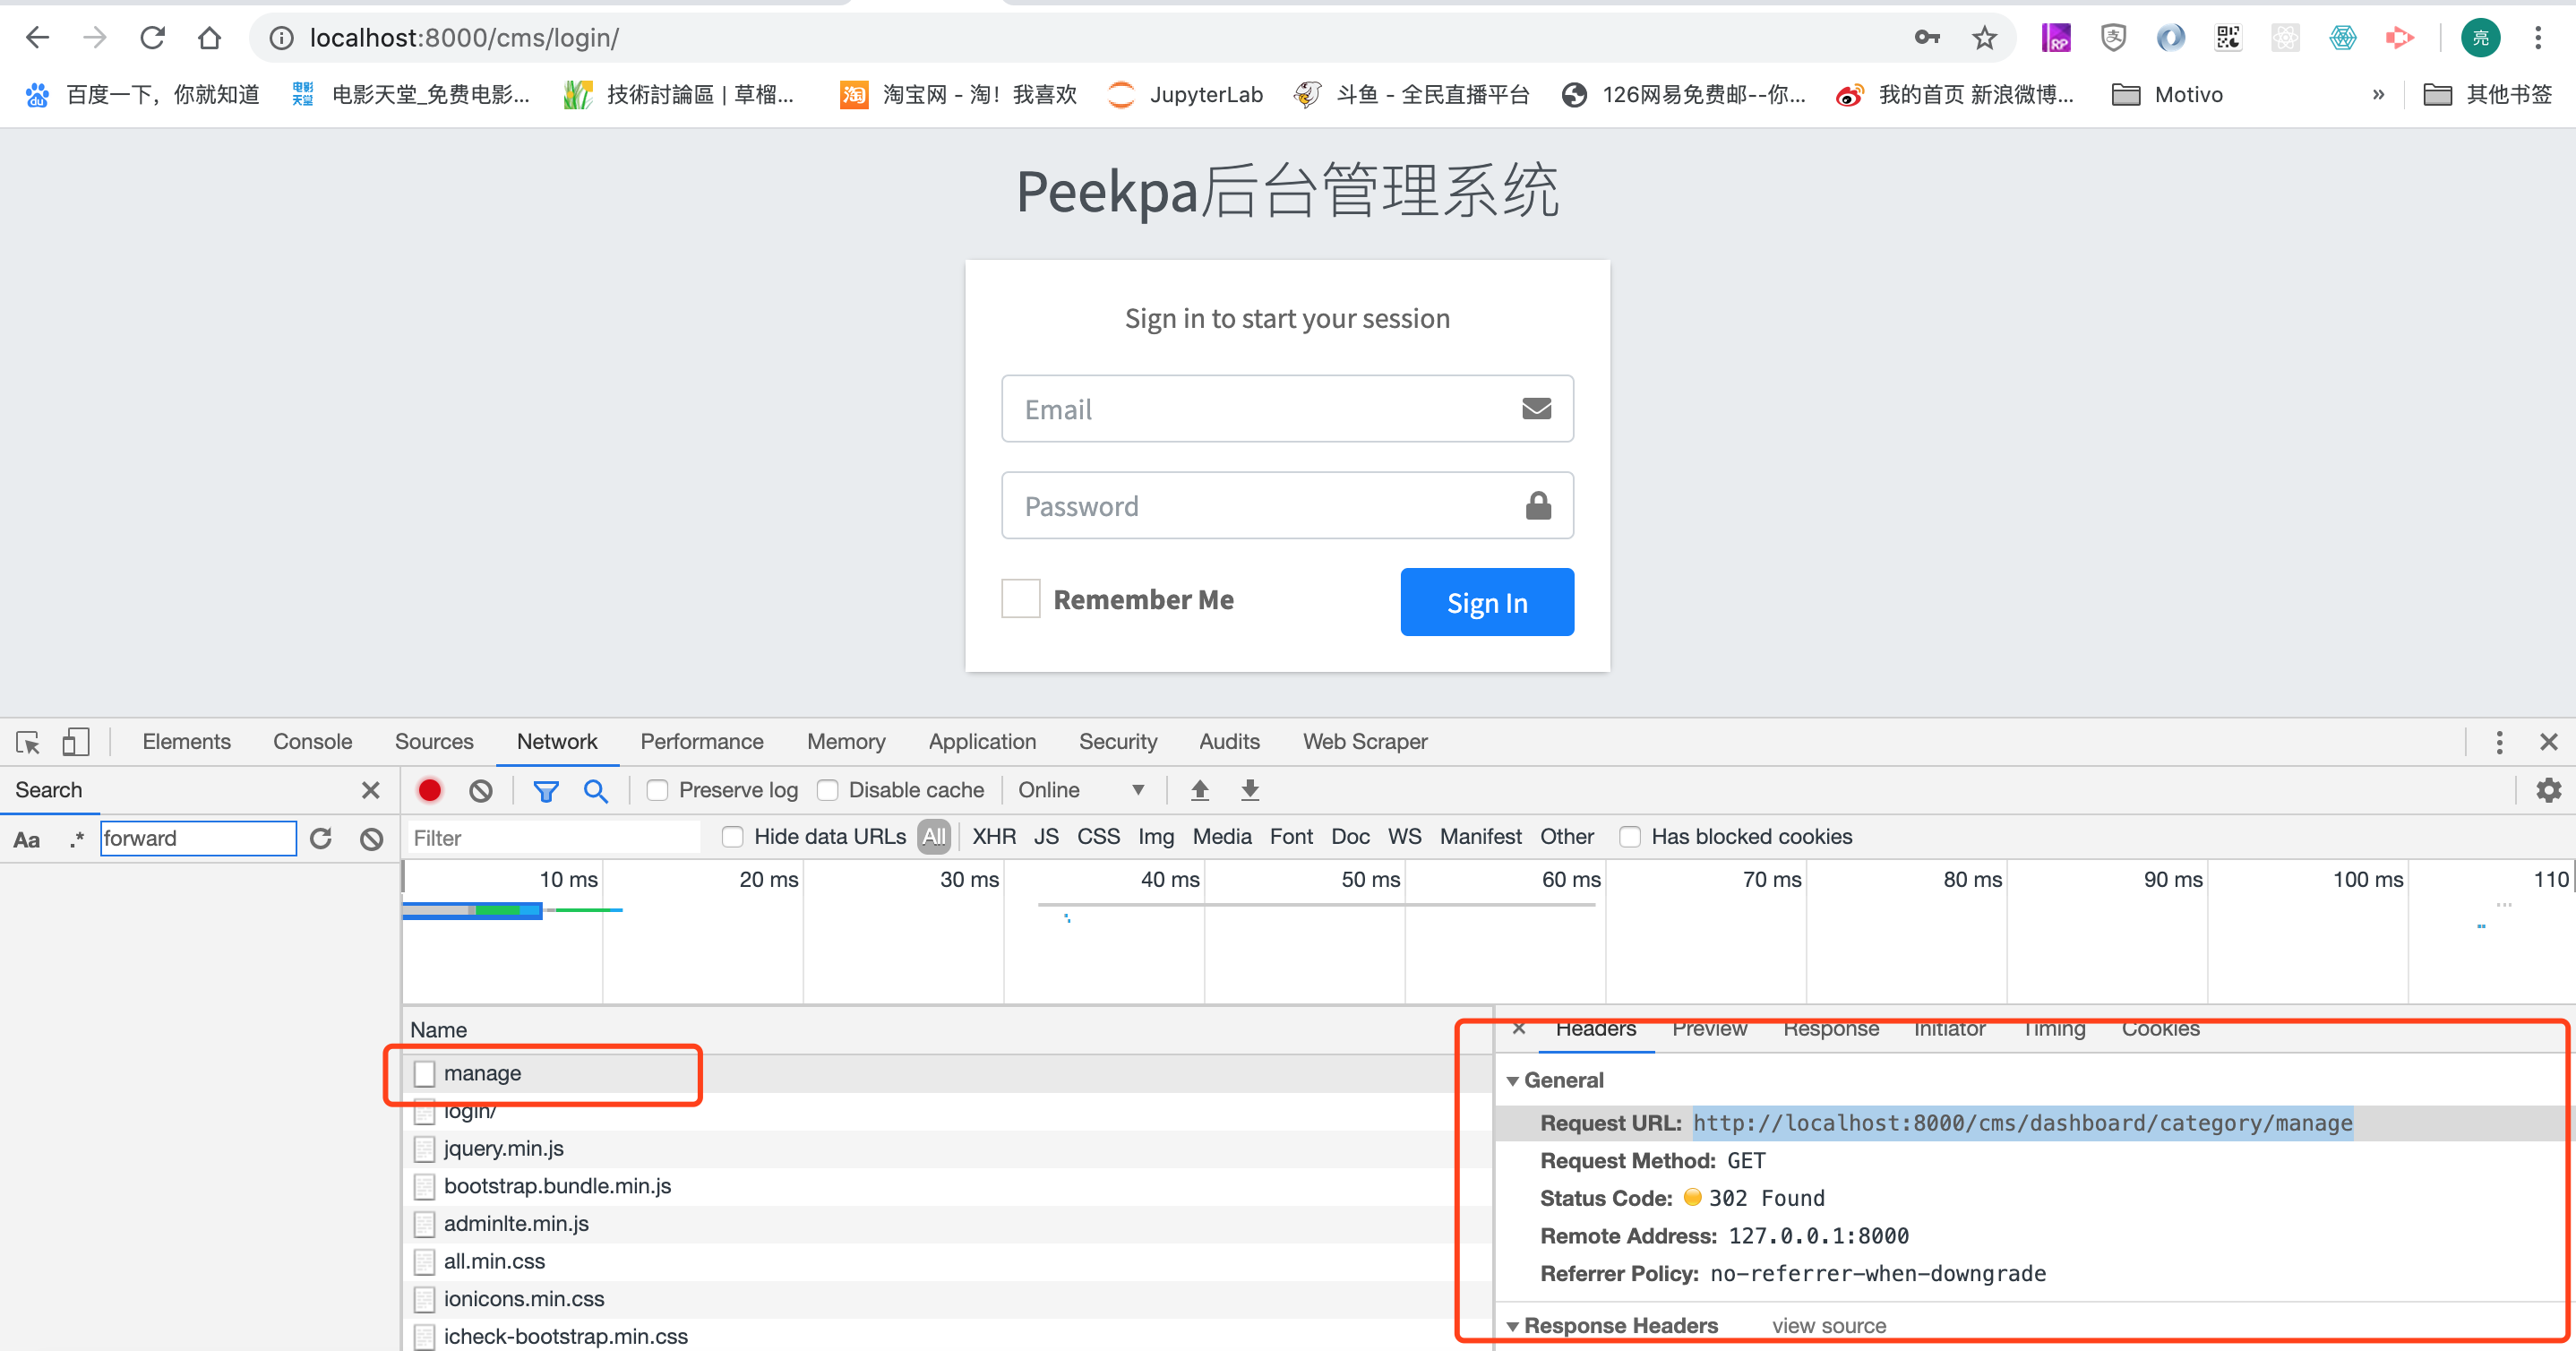 localhost:8000/cms/login/
亮
百度一下，你就知道 电影天堂_免费电影... 技術討論區 | 草榴... 淘宝网 - 淘！我喜欢 JupyterLab 斗鱼 - 全民直播平台 126网易免费邮--你... 我的首页 新浪微博... Motivo » 其他书签
Peekpa后台管理系统
Sign in to start your session
Email
Password
Remember Me Sign In
Elements Console Sources Network Performance Memory Application Security Audits Web Scraper
Search Preserve log Disable cache Online
Aa .* forward Filter Hide data URLs All XHR JS CSS Img Media Font Doc WS Manifest Other Has blocked cookies
10 ms 20 ms 30 ms 40 ms 50 ms 60 ms 70 ms 80 ms 90 ms 100 ms 110
Name
manage
login/
jquery.min.js
bootstrap.bundle.min.js
adminlte.min.js
all.min.css
ionicons.min.css
icheck-bootstrap.min.css
Headers Preview Response Initiator Timing Cookies
General
Request URL: http://localhost:8000/cms/dashboard/category/manage
Request Method: GET
Status Code: 302 Found
Remote Address: 127.0.0.1:8000
Referrer Policy: no-referrer-when-downgrade
Response Headers view source